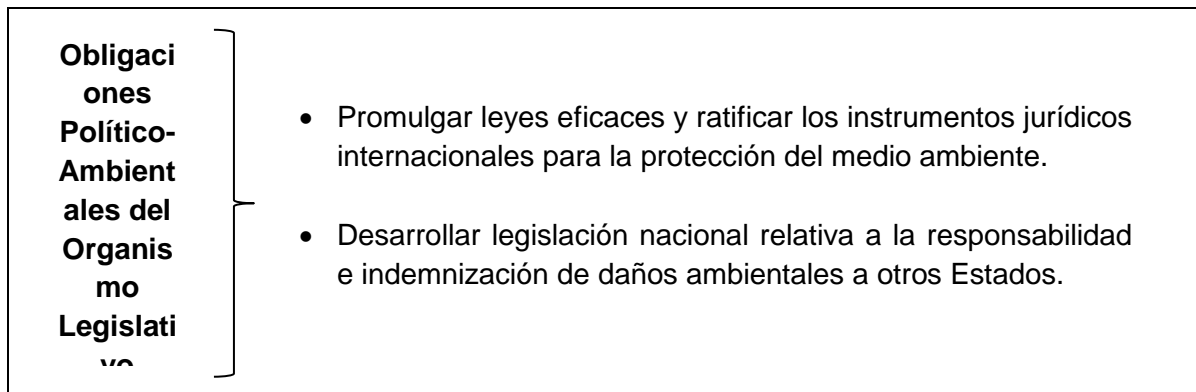 Obligaci
ones
Político-
Ambient
ales del
Organis
mo
Legislati
vo
• Promulgar leyes eficaces y ratificar los instrumentos jurídicos
internacionales para la protección del medio ambiente.
• Desarrollar legislación nacional relativa a la responsabilidad
e indemnización de daños ambientales a otros Estados.